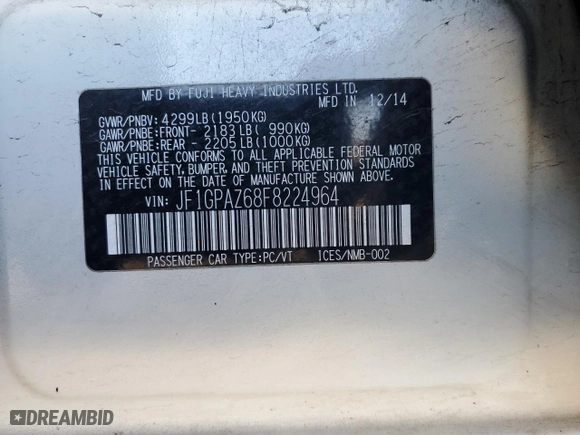 MFD BY FUJI HEAVY INDUSTRIES LTD.
MFD IN 12/14
GVWR/PNBV: 4299LB(1950KG)
GAWR/PNBE:FRONT- 2183LB( 990KG)
GAWR/PNBE:REAR - 2205LB(1000KG)
THIS VEHICLE CONFORMS TO ALL APPLICABLE FEDERAL MOTOR
VEHICLE SAFETY, BUMPER, AND THEFT PREVENTION STANDARDS
IN EFFECT ON THE DATE OF MANUFACTURE SHOWN ABOVE.
VIN: JF1GPAZ68F8224964
PASSENGER CAR TYPE:PC/VT ICES/NMB-002
DREAMBID